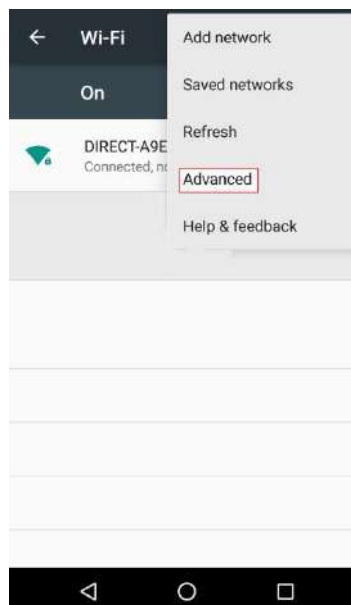 Wi-Fi
Add network
On
Saved networks
Refresh
DIRECT-A9E
Connected,
Advanced
Help & feedback